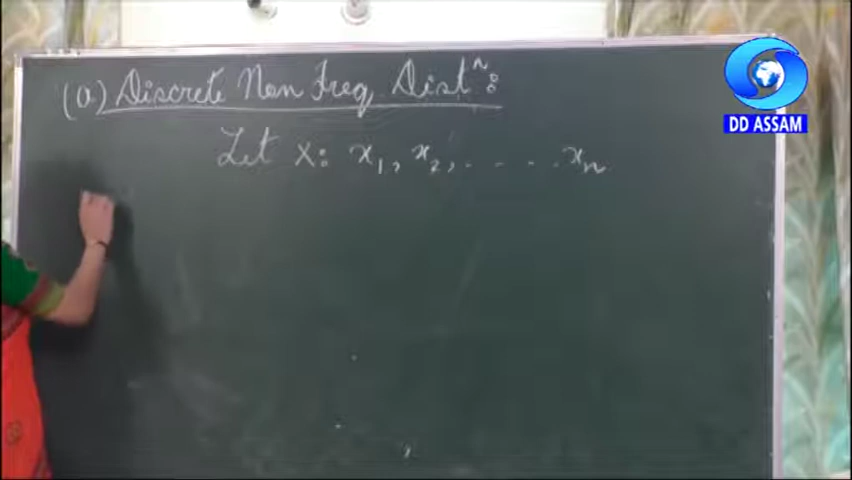 (a) Discrete Non Freq Distⁿ:
Let X: x₁, x₂, . . . . xₙ
DD ASSAM